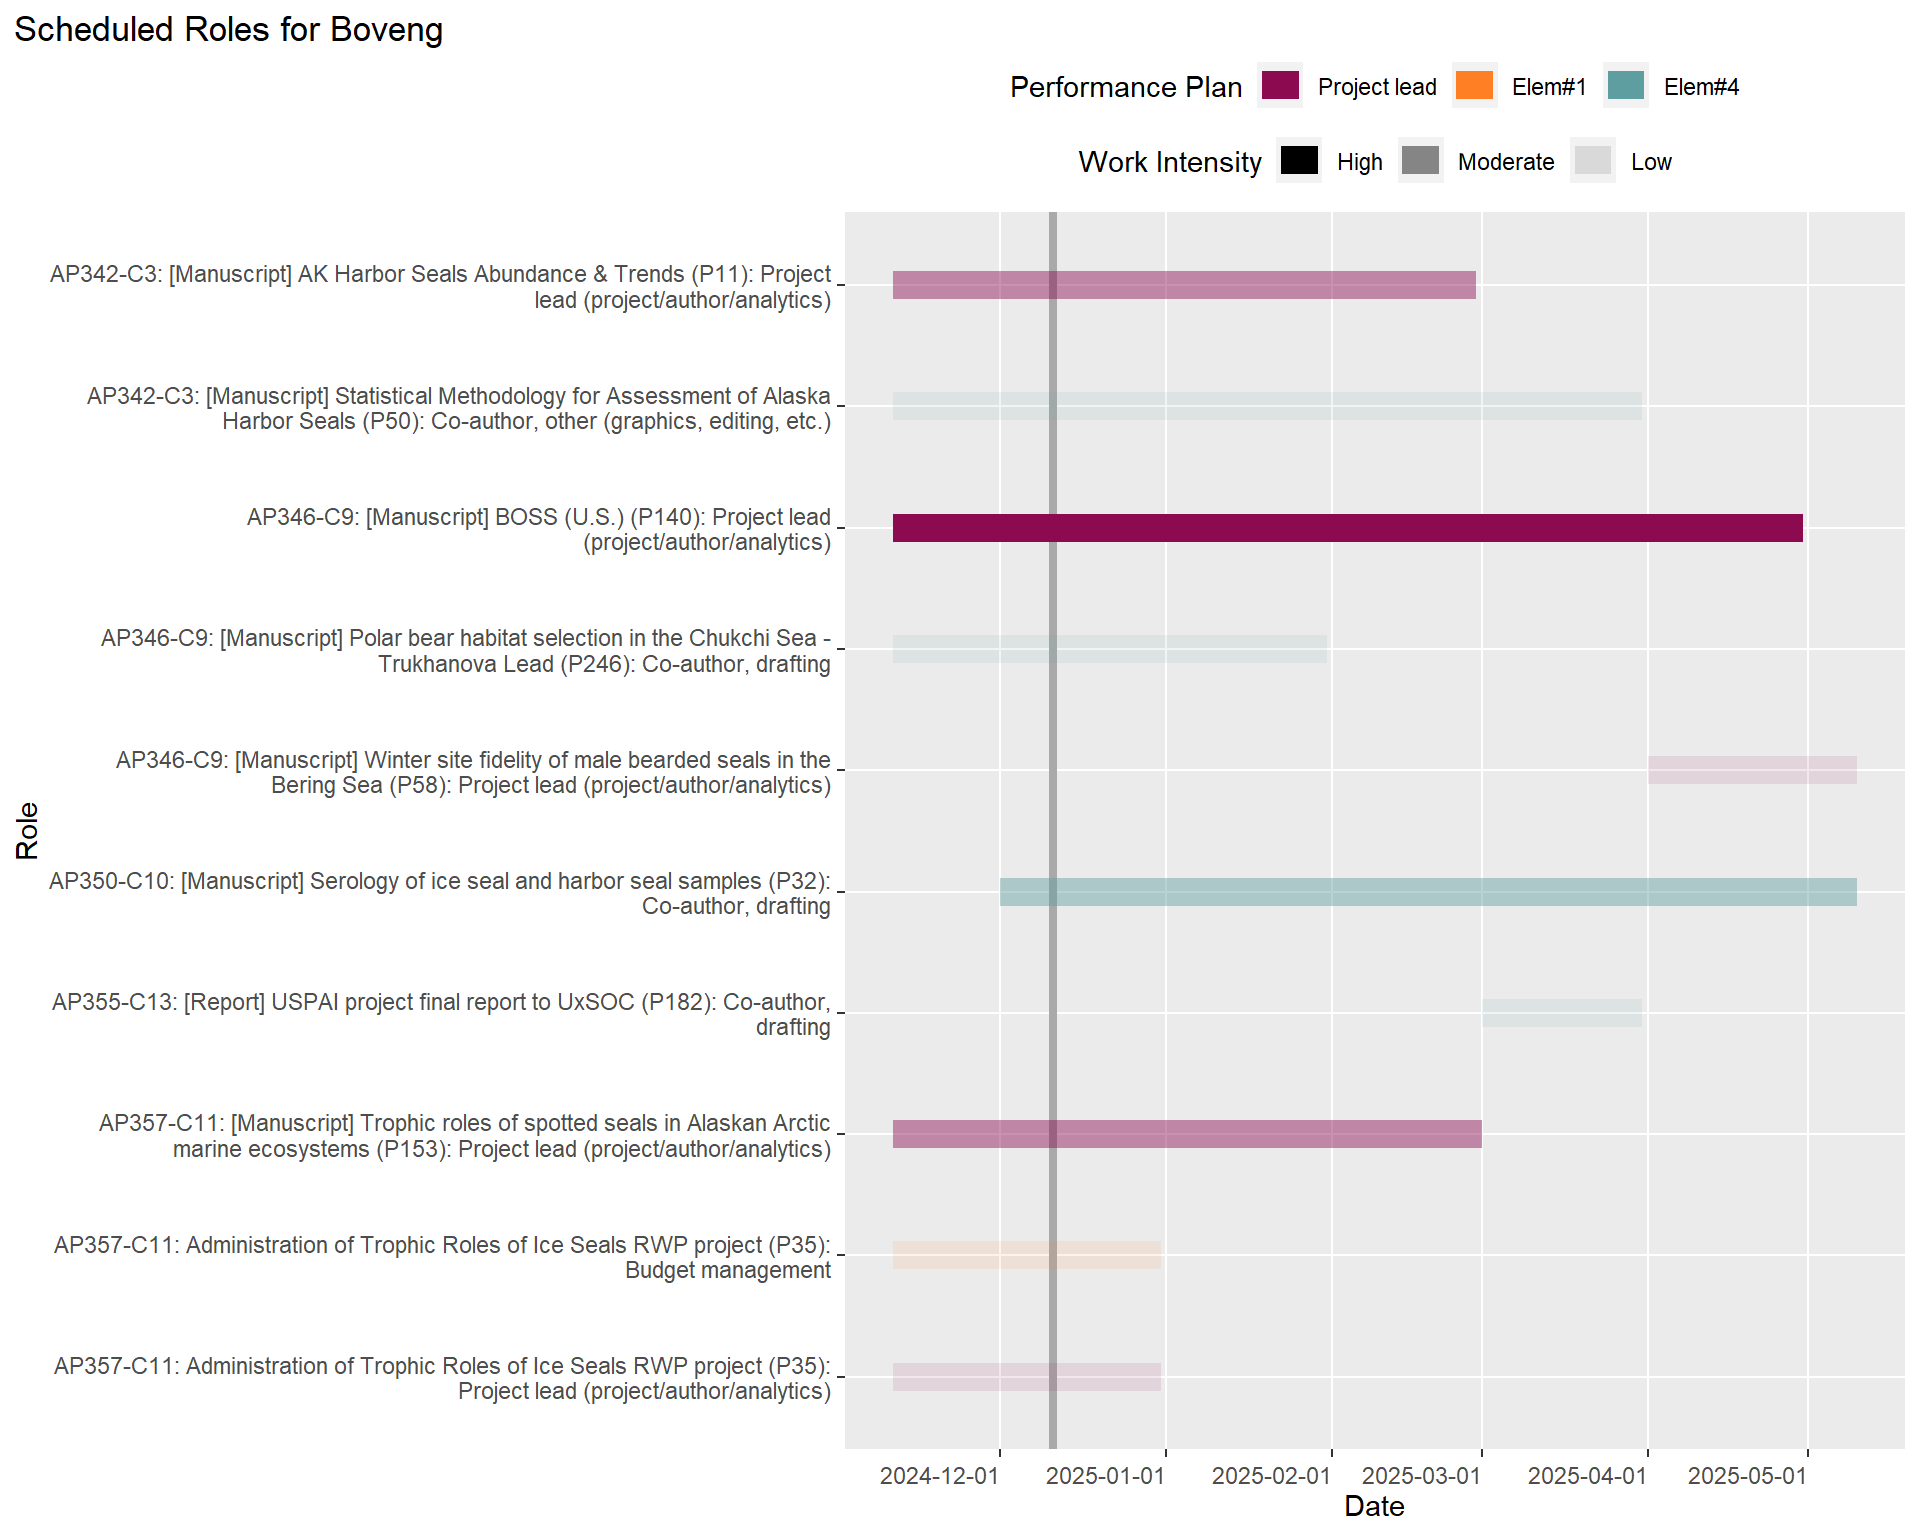 Scheduled Roles for Boveng
Performance Plan Project lead Elem#1 Elem#4
Work Intensity High Moderate Low
AP342-C3: [Manuscript] AK Harbor Seals Abundance & Trends (P11): Project
lead (project/author/analytics)
AP342-C3: [Manuscript] Statistical Methodology for Assessment of Alaska
Harbor Seals (P50): Co-author, other (graphics, editing, etc.)
AP346-C9: [Manuscript] BOSS (U.S.) (P140): Project lead
(project/author/analytics)
AP346-C9: [Manuscript] Polar bear habitat selection in the Chukchi Sea -
Trukhanova Lead (P246): Co-author, drafting
AP346-C9: [Manuscript] Winter site fidelity of male bearded seals in the
Bering Sea (P58): Project lead (project/author/analytics)
AP350-C10: [Manuscript] Serology of ice seal and harbor seal samples (P32):
Co-author, drafting
AP355-C13: [Report] USPAI project final report to UxSOC (P182): Co-author,
drafting
AP357-C11: [Manuscript] Trophic roles of spotted seals in Alaskan Arctic
marine ecosystems (P153): Project lead (project/author/analytics)
AP357-C11: Administration of Trophic Roles of Ice Seals RWP project (P35):
Budget management
AP357-C11: Administration of Trophic Roles of Ice Seals RWP project (P35):
Project lead (project/author/analytics)
Role
2024-12-01 2025-01-01 2025-02-01 2025-03-01 2025-04-01 2025-05-01
Date